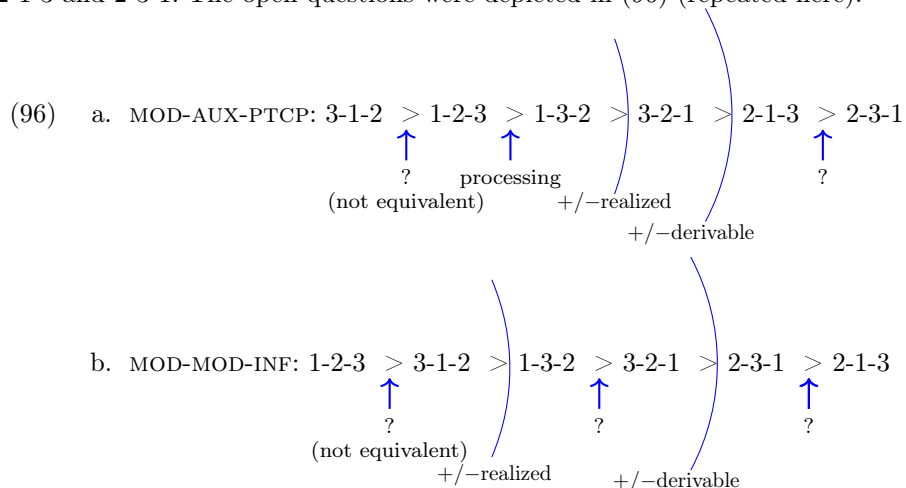 2-1-3 and 2-3-1. The open questions were depicted in (96) (repeated here).
(96) a. MOD-AUX-PTCP: 3-1-2 > 1-2-3 > 1-3-2 > 3-2-1 > 2-1-3 > 2-3-1
? processing ?
(not equivalent) +/−realized
+/−derivable
b. MOD-MOD-INF: 1-2-3 > 3-1-2 > 1-3-2 > 3-2-1 > 2-3-1 > 2-1-3
? ? ?
(not equivalent)
+/−realized +/−derivable